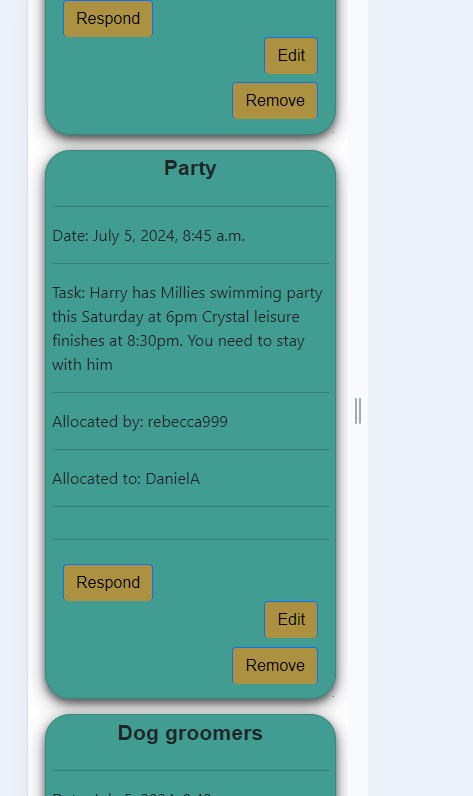 Respond
Edit
Remove
Party
Date: July 5, 2024, 8:45 a.m.
Task: Harry has Millies swimming party
this Saturday at 6pm Crystal leisure
finishes at 8:30pm. You need to stay
with him
Allocated by: rebecca999
Allocated to: DanielA
Respond
Edit
Remove
Dog groomers